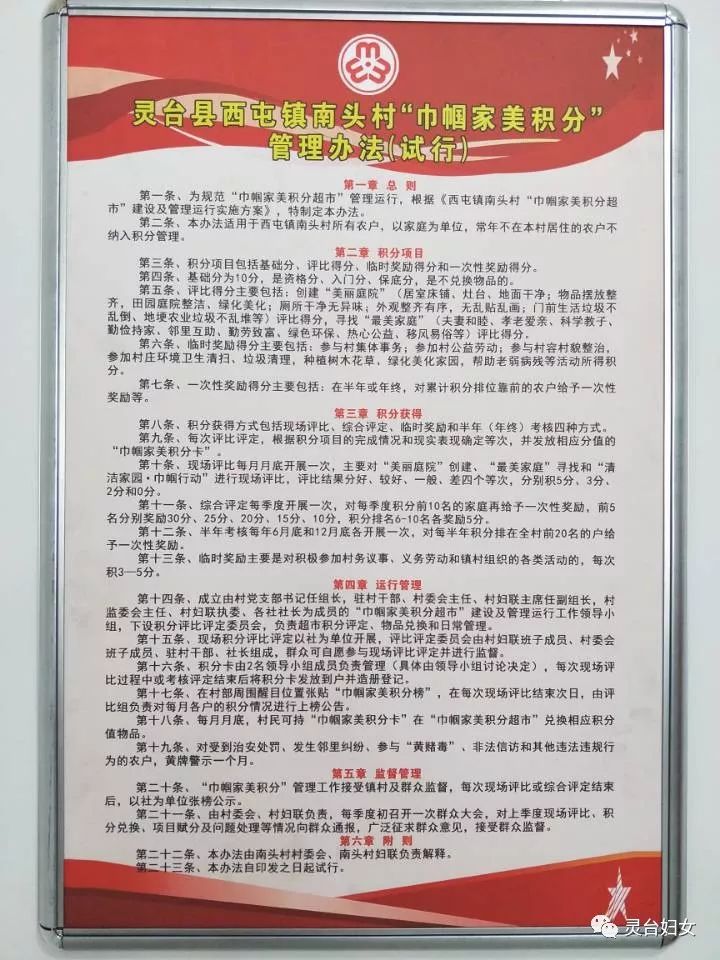 灵台县西屯镇南头村“巾帼家美积分”
管理办法(试行)
第一章 总 则
第一条、为规范“巾帼家美积分超市”管理运行，根据《西屯镇南头村“巾帼家美积分超
市”建设及管理运行实施方案》，特制定本办法。
第二条、本办法适用于西屯镇南头村所有农户，以家庭为单位，常年不在本村居住的农户不
纳入积分管理。
第二章 积分项目
第三条、积分项目包括基础分、评比得分、临时奖励得分和一次性奖励得分。
第四条、基础分为10分，是资格分、入门分、保底分，是不兑换物品的。
第五条、评比得分主要包括：创建“美丽庭院”（居室床铺、灶台、地面干净；物品摆放整
齐，田园庭院整洁、绿化美化；厕所干净无异味；外观整齐有序，无乱贴乱画；门前生活垃圾不
乱倒、地埂农业垃圾不乱堆等）评比得分，寻找“最美家庭”（夫妻和睦、孝老爱亲、科学教子、
勤俭持家、邻里互助、勤劳致富、绿色环保、热心公益、移风易俗等）评比得分。
第六条、临时奖励得分主要包括：参与村集体事务；参加村公益劳动；参与村容村貌整治，
参加村庄环境卫生清扫、垃圾清理，种植树木花草、绿化美化家园，帮助老弱病残等活动所得积
分。
第七条、一次性奖励得分主要包括：在半年或年终，对累计积分排位靠前的农户给予一次性
奖励等。
第三章 积分获得
第八条、积分获得方式包括现场评比、综合评定、临时奖励和半年（年终）考核四种方式。
第九条、每次评比评定，根据积分项目的完成情况和现实表现确定等次，并发放相应分值的
“巾帼家美积分卡”。
第十条、现场评比每月月底开展一次，主要对“美丽庭院”创建、“最美家庭”寻找和“清
洁家园·巾帼行动”进行现场评比，评比结果分好、较好、一般、差四个等次，分别积5分、3分、
2分和0分。
第十一条、综合评定每季度开展一次，对每季度积分前10名的家庭再给予一次性奖励，前5
名分别奖励30分、25分、20分、15分、10分，积分排名6-10名各奖励5分。
第十二条、半年考核每年6月底和12月底各开展一次，对每半年积分排在全村前20名的户给
予一次性奖励。
第十三条、临时奖励主要是对积极参加村务议事、义务劳动和镇村组织的各类活动的，每次
积3—5分。
第四章 运行管理
第十四条、成立由村党支部书记任组长，驻村干部、村委会主任、村妇联主席任副组长，村
监委会主任、村妇联执委、各社社长为成员的“巾帼家美积分超市”建设及管理运行工作领导小
组，下设积分评比评定委员会，负责超市积分评定、物品兑换和日常管理。
第十五条、现场积分评比评定以社为单位开展，评比评定委员会由村妇联班子成员、村委会
班子成员、驻村干部、社长组成，群众可自愿参与现场评比评定并进行监督。
第十六条、积分卡由2名领导小组成员负责管理（具体由领导小组讨论决定），每次现场评
比过程中或考核评定结束后将积分卡发放到户并造册登记。
第十七条、在村部周围醒目位置张贴“巾帼家美积分榜”，在每次现场评比结束次日，由评
比组负责对每月各户的积分情况进行上榜公告。
第十八条、每月月底，村民可持“巾帼家美积分卡”在“巾帼家美积分超市”兑换相应积分
值物品。
第十九条、对受到治安处罚、发生邻里纠纷、参与“黄赌毒”、非法信访和其他违法违规行
为的农户，黄牌警示一个月。
第五章 监督管理
第二十条、“巾帼家美积分”管理工作接受镇村及群众监督，每次现场评比或综合评定结束
后，以社为单位张榜公示。
第二十一条、由村委会、村妇联负责，每季度初召开一次群众大会，对上季度现场评比、积
分兑换、项目赋分及问题处理等情况向群众通报，广泛征求群众意见，接受群众监督。
第六章 附 则
第二十二条、本办法由南头村村委会、南头村妇联负责解释。
第二十三条、本办法自印发之日起试行。
灵台妇女